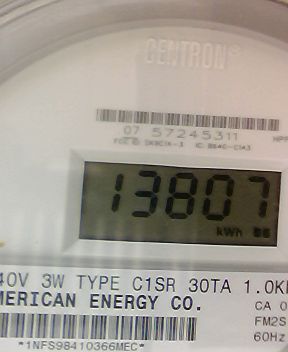 CENTRON®
07 57245311
13807
kWh
40V 3W TYPE C1SR 30TA 1.0K
MERICAN ENERGY CO.
CA 0
FM2S
60Hz
*1NFS98410366MEC*